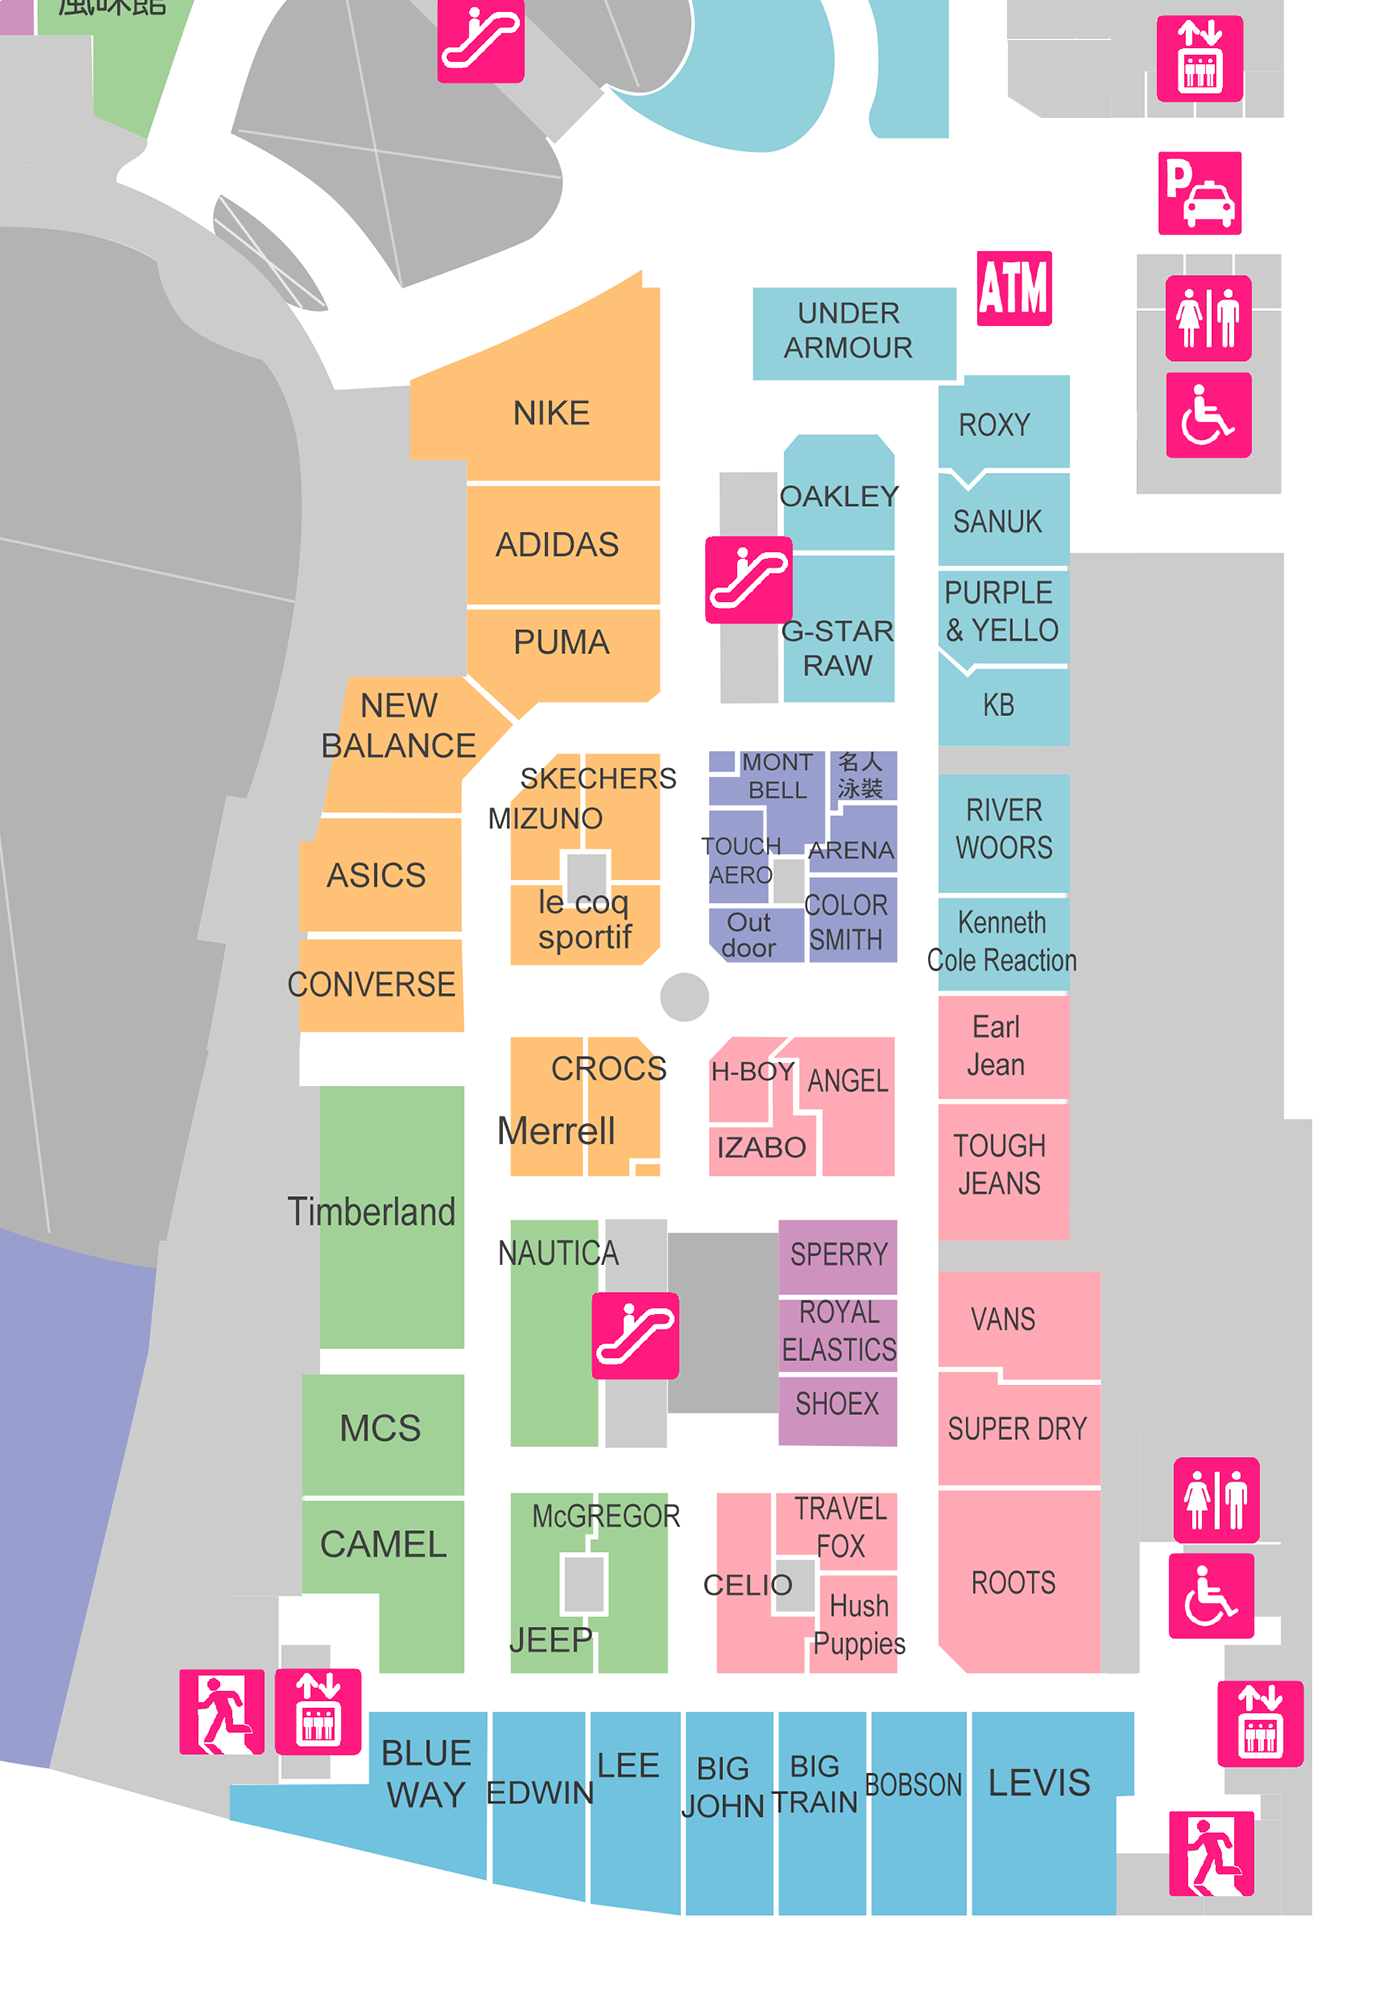 風味館
P
ATM
UNDER
ARMOUR
NIKE
ROXY
OAKLEY
SANUK
ADIDAS
PURPLE
& YELLO
G-STAR
RAW
PUMA
KB
NEW
BALANCE
SKECHERS
MIZUNO
MONT
BELL
名人
泳裝
RIVER
WOORS
TOUCH
AERO
ARENA
ASICS
le coq
sportif
Out
door
COLOR
SMITH
Kenneth
Cole Reaction
CONVERSE
Earl
Jean
CROCS
H-BOY
ANGEL
Merrell
IZABO
TOUGH
JEANS
Timberland
NAUTICA
SPERRY
ROYAL
ELASTICS
VANS
SHOEX
MCS
SUPER DRY
McGREGOR
TRAVEL
FOX
CAMEL
CELIO
ROOTS
Hush
Puppies
JEEP
BLUE
WAY
EDWIN
LEE
BIG
JOHN
BIG
TRAIN
BOBSON
LEVIS